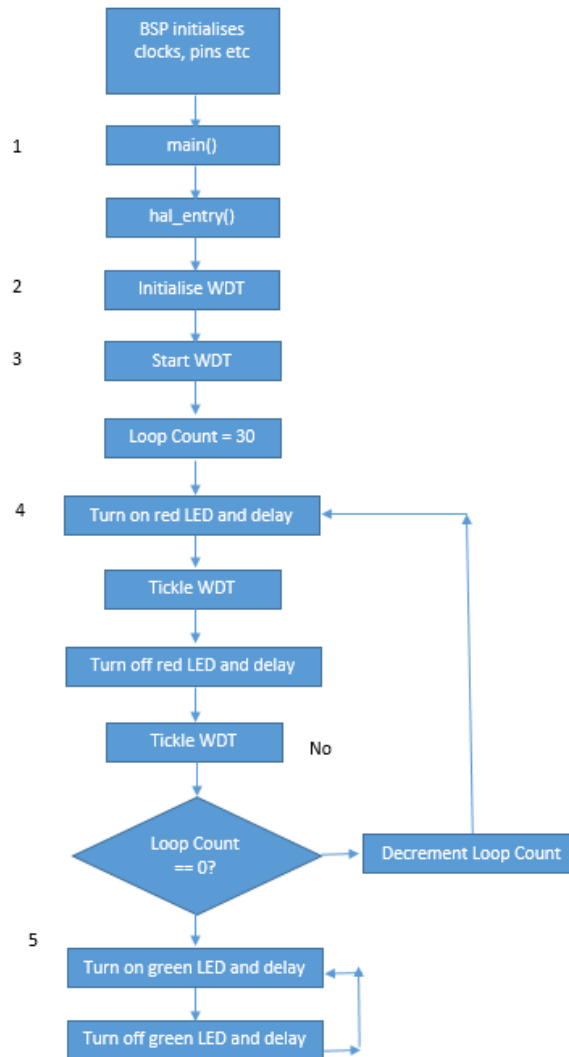 BSP initialises
clocks, pins etc
1
main()
hal_entry()
2
Initialise WDT
3
Start WDT
Loop Count = 30
4
Turn on red LED and delay
Tickle WDT
Turn off red LED and delay
Tickle WDT
No
Loop Count
== 0?
Decrement Loop Count
5
Turn on green LED and delay
Turn off green LED and delay